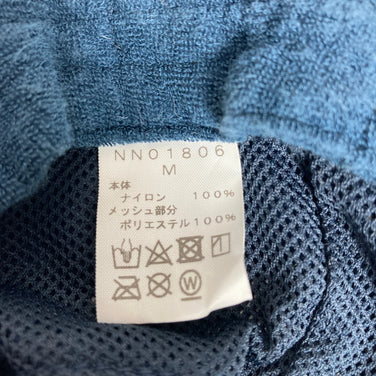 NN01806
M
本体
ナイロン 100%
メッシュ部分
ポリエステル100%
W